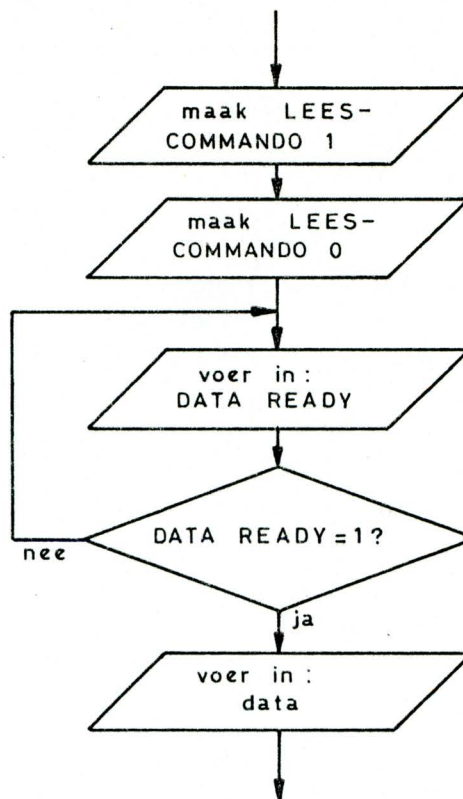 maak LEES-
COMMANDO 1
maak LEES-
COMMANDO 0
voer in:
DATA READY
DATA READY=1?
nee
ja
voer in:
data